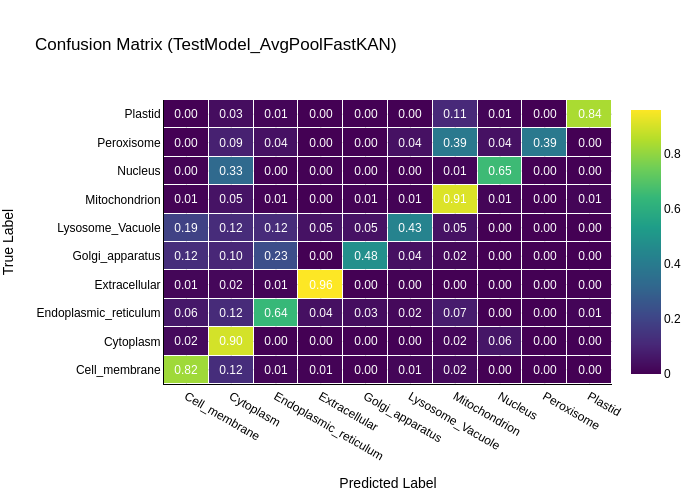 Confusion Matrix (TestModel_AvgPoolFastKAN)
Plastid 0.00 0.03 0.01 0.00 0.00 0.00 0.11 0.01 0.00 0.84
Peroxisome 0.00 0.09 0.04 0.00 0.00 0.04 0.39 0.04 0.39 0.00
Nucleus 0.00 0.33 0.00 0.00 0.00 0.00 0.01 0.65 0.00 0.00
Mitochondrion 0.01 0.05 0.01 0.00 0.01 0.01 0.91 0.01 0.00 0.01
Lysosome_Vacuole 0.19 0.12 0.12 0.05 0.05 0.43 0.05 0.00 0.00 0.00
Golgi_apparatus 0.12 0.10 0.23 0.00 0.48 0.04 0.02 0.00 0.00 0.00
Extracellular 0.01 0.02 0.01 0.96 0.00 0.00 0.00 0.00 0.00 0.00
Endoplasmic_reticulum 0.06 0.12 0.64 0.04 0.03 0.02 0.07 0.00 0.00 0.01
Cytoplasm 0.02 0.90 0.00 0.00 0.00 0.00 0.02 0.06 0.00 0.00
Cell_membrane 0.82 0.12 0.01 0.01 0.00 0.01 0.02 0.00 0.00 0.00
Cell_membrane Cytoplasm Endoplasmic_reticulum Extracellular Golgi_apparatus Lysosome_Vacuole Mitochondrion Nucleus Peroxisome Plastid
Predicted Label
True Label
0.8
0.6
0.4
0.2
0